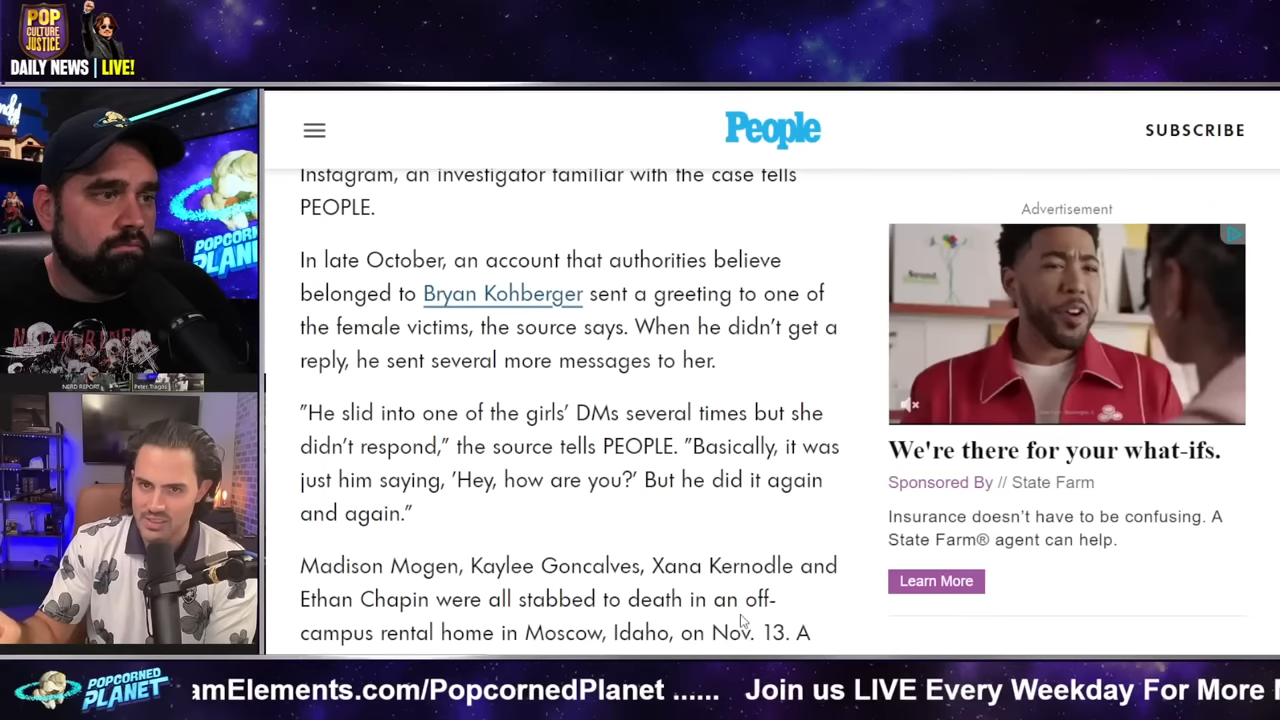 POP
CULTURE
JUSTICE
DAILY NEWS | LIVE!
People
SUBSCRIBE
Instagram, an investigator familiar with the case tells
PEOPLE.
In late October, an account that authorities believe
belonged to Bryan Kohberger sent a greeting to one of
the female victims, the source says. When he didn’t get a
reply, he sent several more messages to her.
”He slid into one of the girls’ DMs several times but she
didn’t respond,” the source tells PEOPLE. ”Basically, it was
just him saying, ‘Hey, how are you?’ But he did it again
and again.”
Madison Mogen, Kaylee Goncalves, Xana Kernodle and
Ethan Chapin were all stabbed to death in an off-
campus rental home in Moscow, Idaho, on Nov. 13. A
Advertisement
We're there for your what-ifs.
Sponsored By // State Farm
Insurance doesn’t have to be confusing. A
State Farm® agent can help.
Learn More
POPCORNED
PLAN
NERD REPORT
Peter Tragos
POPCORNED
PLANET
amElements.com/PopcornedPlanet ...... Join us LIVE Every Weekday For More